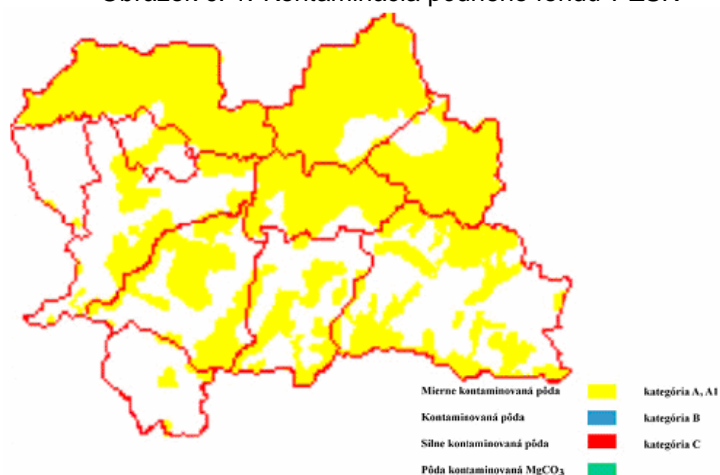 Mierne kontaminovaná pôda kategória A, A1
Kontaminovaná pôda kategória B
Silne kontaminovaná pôda kategória C
Pôda kontaminovaná MgCO3